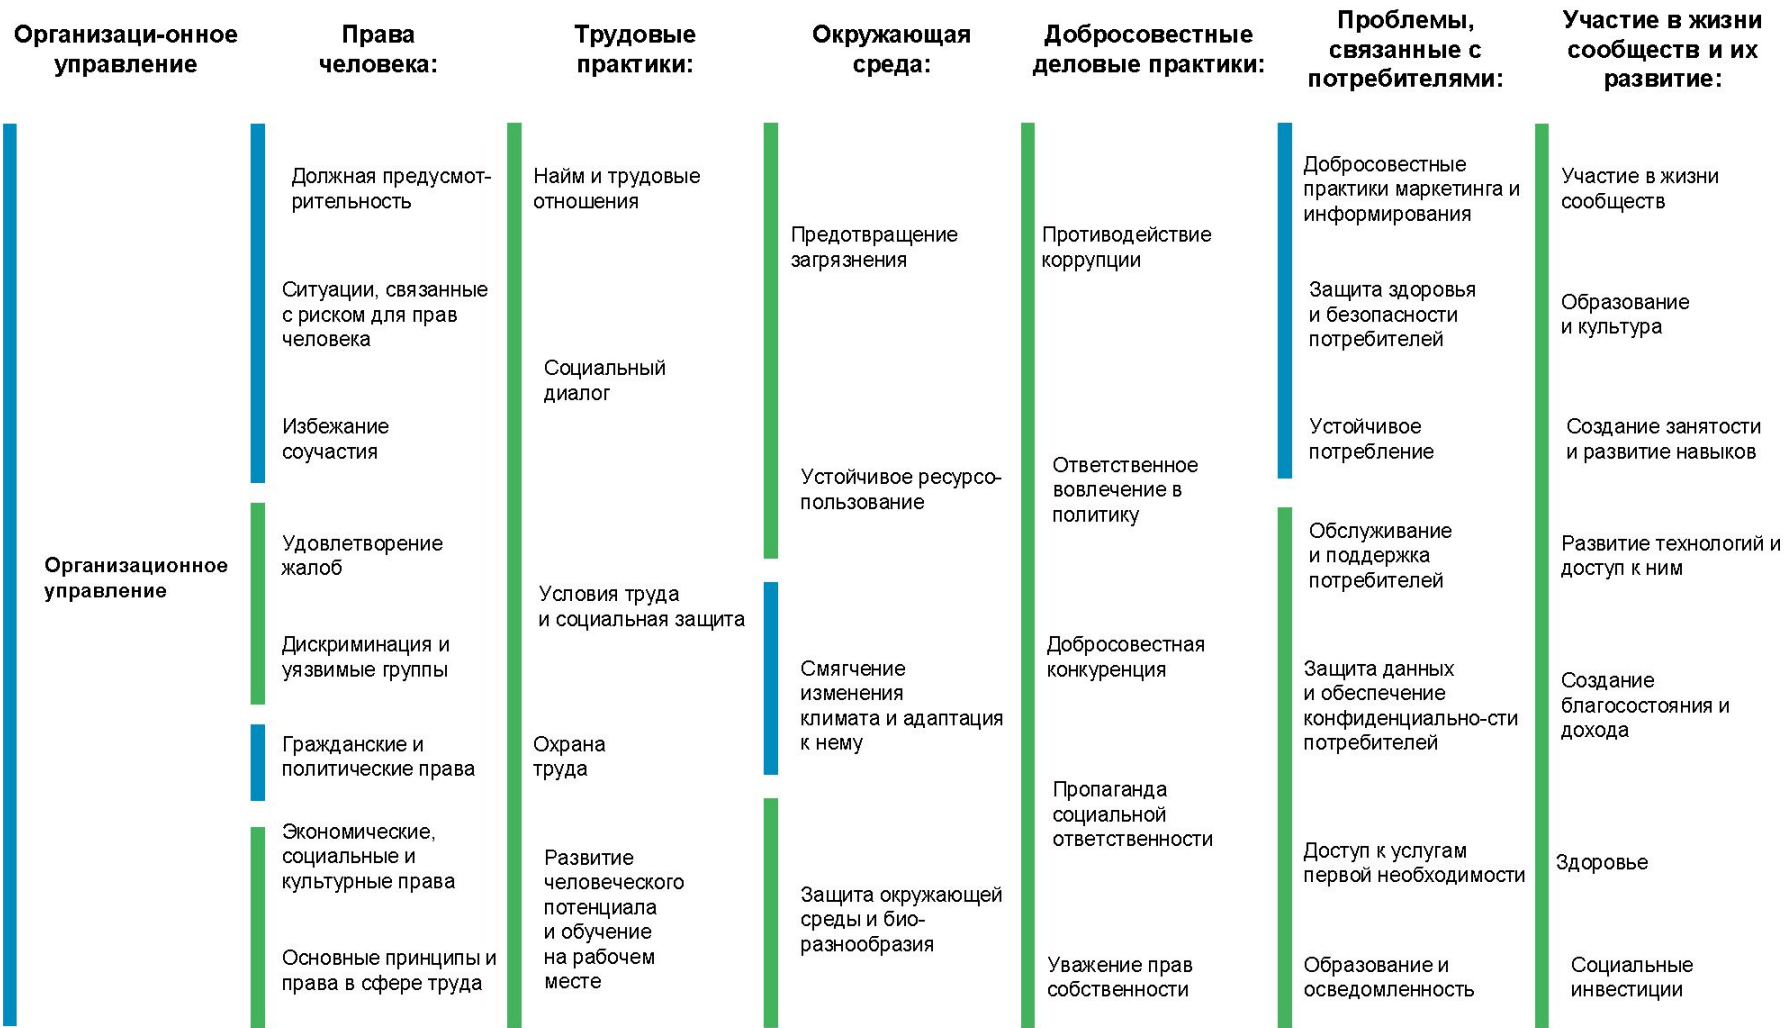 Организаци-онное
управление
Права
человека:
Трудовые
практики:
Окружающая
среда:
Добросовестные
деловые практики:
Проблемы,
связанные с
потребителями:
Участие в жизни
сообществ и их
развитие:
Организационное
управление
Должная предусмот-
рительность
Ситуации, связанные
с риском для прав
человека
Избежание
соучастия
Удовлетворение
жалоб
Дискриминация и
уязвимые группы
Гражданские и
политические права
Экономические,
социальные и
культурные права
Основные принципы и
права в сфере труда
Найм и трудовые
отношения
Социальный
диалог
Условия труда
и социальная защита
Охрана
труда
Развитие
человеческого
потенциала
и обучение
на рабочем
месте
Предотвращение
загрязнения
Устойчивое ресурсо-
пользование
Смягчение
изменения
климата и адаптация
к нему
Защита окружающей
среды и био-
разнообразия
Противодействие
коррупции
Ответственное
вовлечение в
политику
Добросовестная
конкуренция
Пропаганда
социальной
ответственности
Уважение прав
собственности
Добросовестные
практики маркетинга и
информирования
Защита здоровья
и безопасности
потребителей
Устойчивое
потребление
Обслуживание
и поддержка
потребителей
Защита данных
и обеспечение
конфиденциально-сти
потребителей
Доступ к услугам
первой необходимости
Образование и
осведомленность
Участие в жизни
сообществ
Образование
и культура
Создание занятости
и развитие навыков
Развитие технологий и
доступ к ним
Создание
благосостояния и
дохода
Здоровье
Социальные
инвестиции